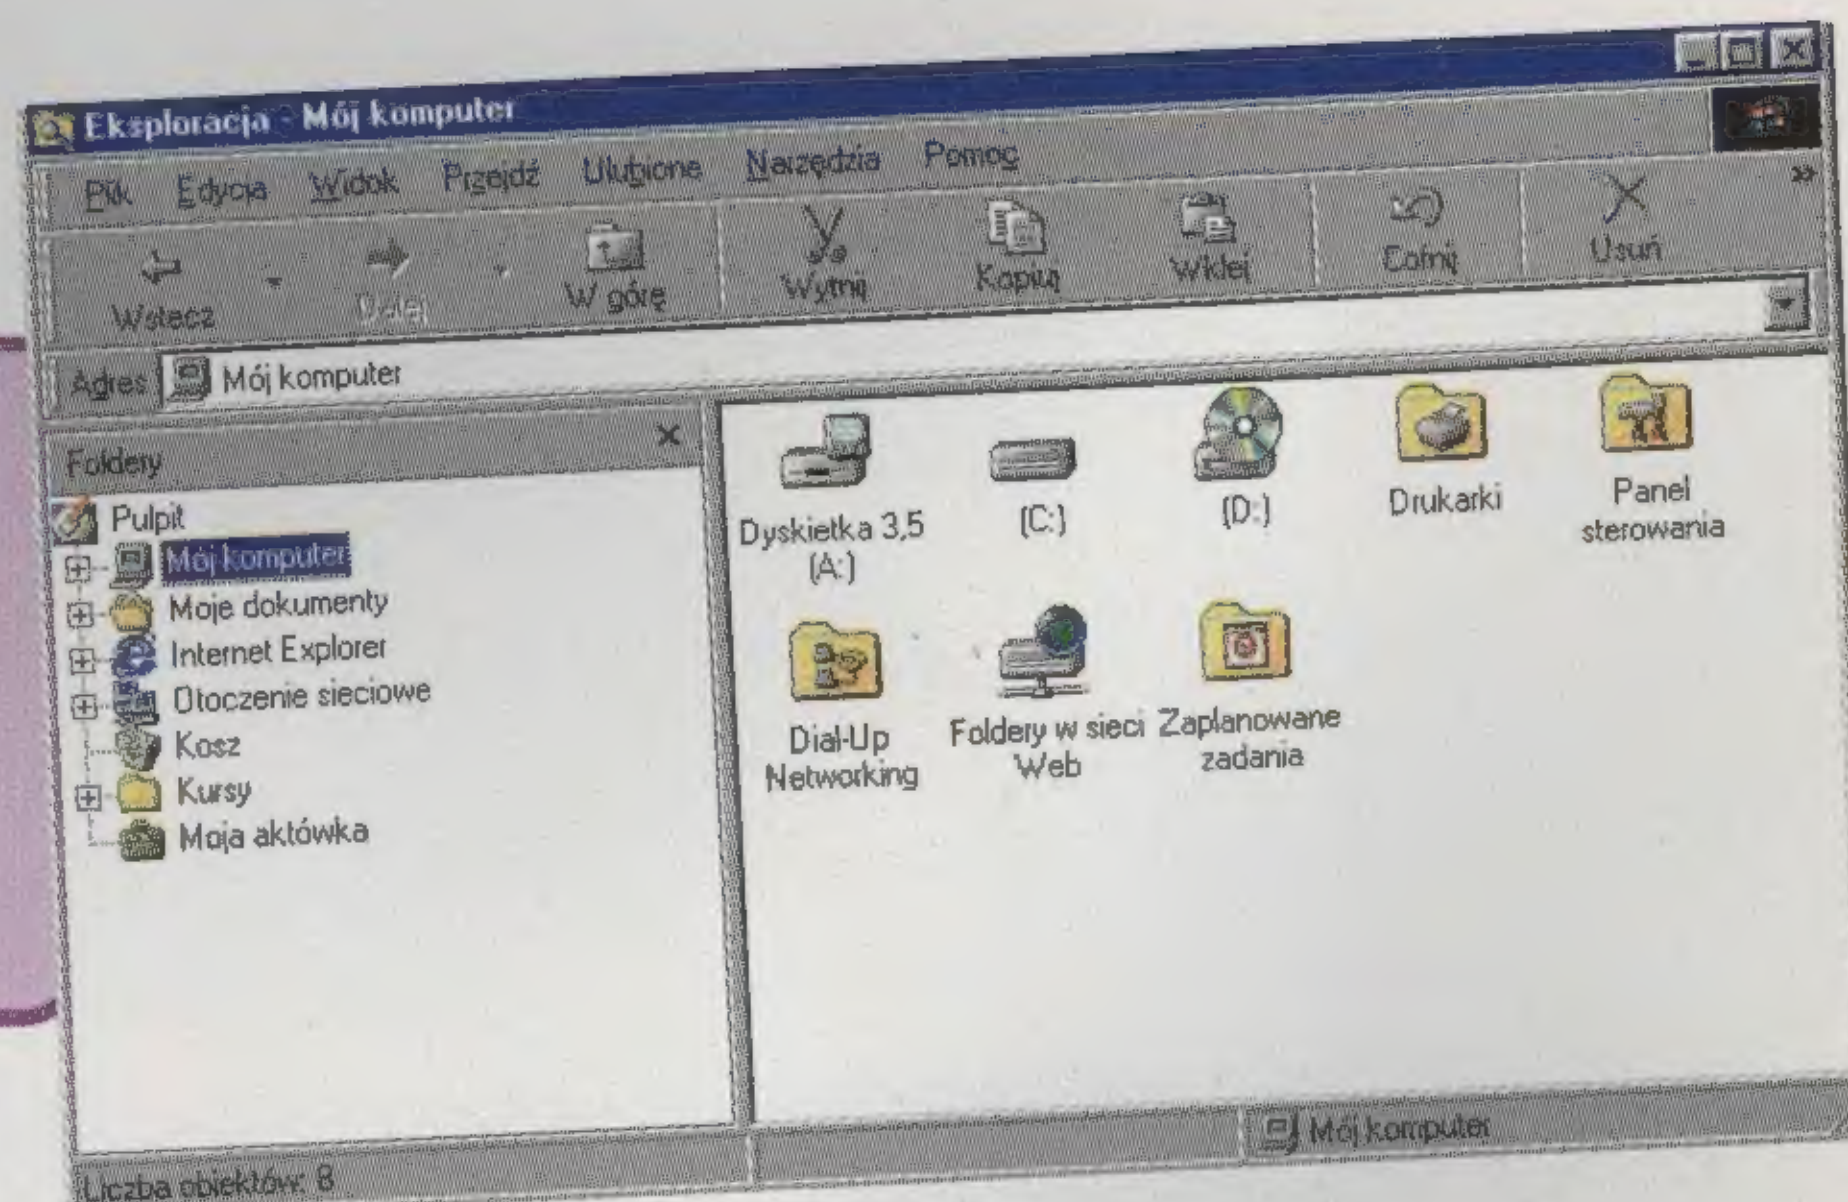 Eksploracja - Mój komputer
Plik Edycja Widok Przejdź Ulubione Narzędzia Pomoc
Wstecz Dalej W górę Wytnij Kopiuj Wklej Cofnij Usuń
Adres Mój komputer
Foldery
Pulpit
Mój komputer
Moje dokumenty
Internet Explorer
Otoczenie sieciowe
Kosz
Kursy
Moja aktówka
Dyskietka 3,5
(A:)
(C:)
(D:)
Drukarki
Panel
sterowania
Dial-Up
Networking
Foldery w sieci
Web
Zaplanowane
zadania
Liczba obiektów: 8
Mój komputer